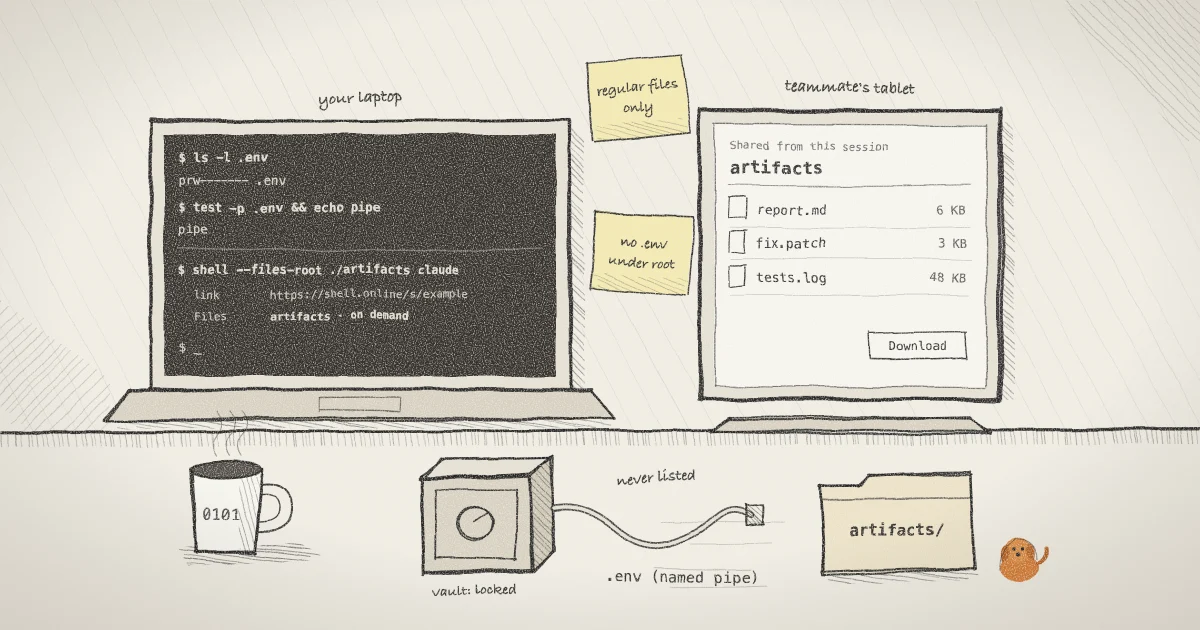 your laptop
$ ls -l .env
prw------- .env
$ test -p .env && echo pipe
pipe
$ shell --files-root ./artifacts claude
link https://shell.online/s/example
Files artifacts · on demand
$ _
regular files
only
no .env
under root
teammate's tablet
Shared from this session
artifacts
report.md 6 KB
fix.patch 3 KB
tests.log 48 KB
Download
0101
vault: locked
never listed
.env (named pipe)
artifacts/